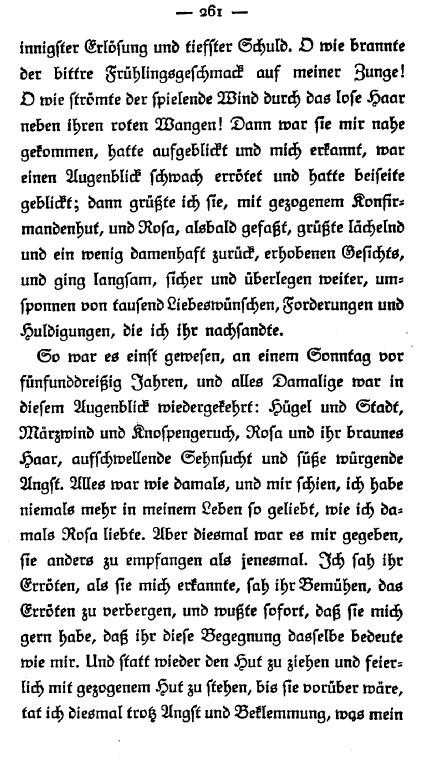 — 261 —
innigster Erlösung und tiefster Schuld. O wie brannte
der bittre Frühlingsgeschmack auf meiner Zunge!
O wie strömte der spielende Wind durch das lose Haar
neben ihren roten Wangen! Dann war sie mir nahe
gekommen, hatte aufgeblickt und mich erkannt, war
einen Augenblick schwach errötet und hatte beiseite
geblickt; dann grüßte ich sie, mit gezogenem Konfir-
mandenhut, und Rosa, alsbald gefaßt, grüßte lächelnd
und ein wenig damenhaft zurück, erhobenen Gesichts,
und ging langsam, sicher und überlegen weiter, um-
sponnen von tausend Liebeswünschen, Forderungen und
Huldigungen, die ich ihr nachsandte.
So war es einst gewesen, an einem Sonntag vor
fünfunddreißig Jahren, und alles Damalige war in
diesem Augenblick wiedergekehrt: Hügel und Stadt,
Märzwind und Knospengeruch, Rosa und ihr braunes
Haar, aufschwellende Sehnsucht und süße würgende
Angst. Alles war wie damals, und mir schien, ich habe
niemals mehr in meinem Leben so geliebt, wie ich da-
mals Rosa liebte. Aber diesmal war es mir gegeben,
sie anders zu empfangen als jenesmal. Ich sah ihr
Erröten, als sie mich erkannte, sah ihr Bemühen, das
Erröten zu verbergen, und wußte sofort, daß sie mich
gern habe, daß ihr diese Begegnung dasselbe bedeute
wie mir. Und statt wieder den Hut zu ziehen und feier-
lich mit gezogenem Hut zu stehen, bis sie vorüber wäre,
tat ich diesmal trotz Angst und Beklemmung, was mein